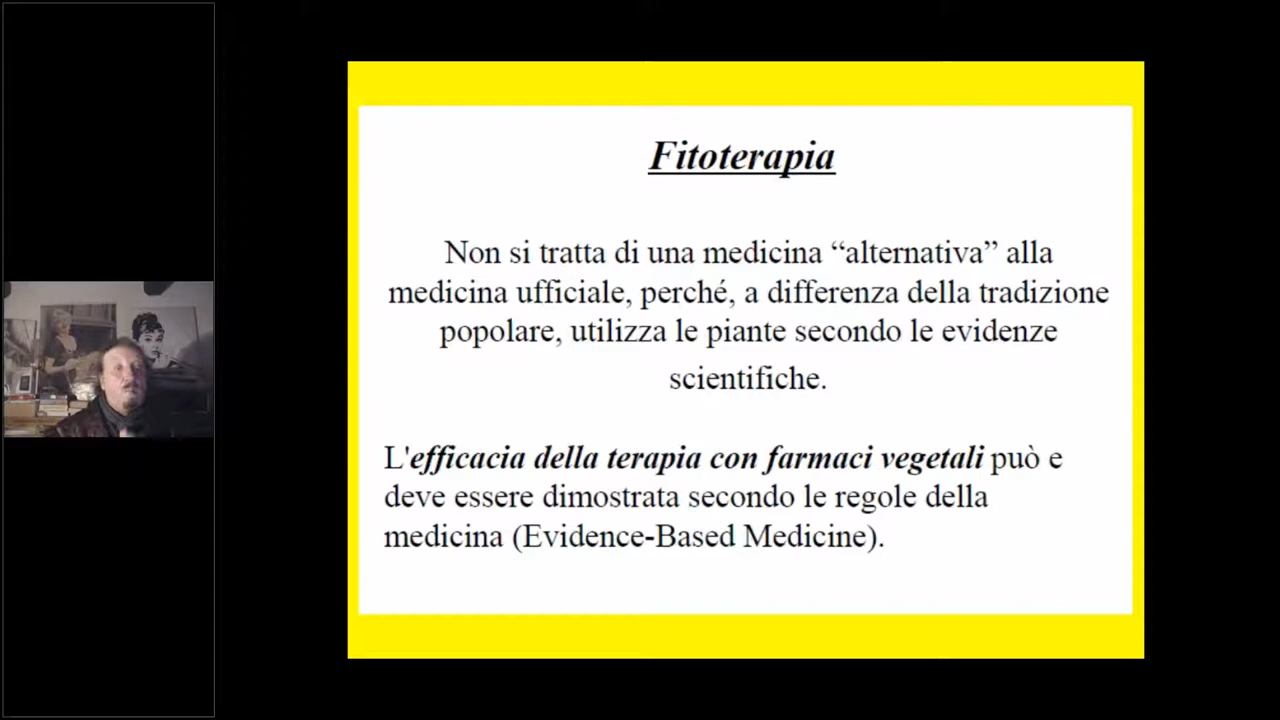 Fitoterapia
Non si tratta di una medicina “alternativa” alla
medicina ufficiale, perché, a differenza della tradizione
popolare, utilizza le piante secondo le evidenze
scientifiche.
L'efficacia della terapia con farmaci vegetali può e
deve essere dimostrata secondo le regole della
medicina (Evidence-Based Medicine).